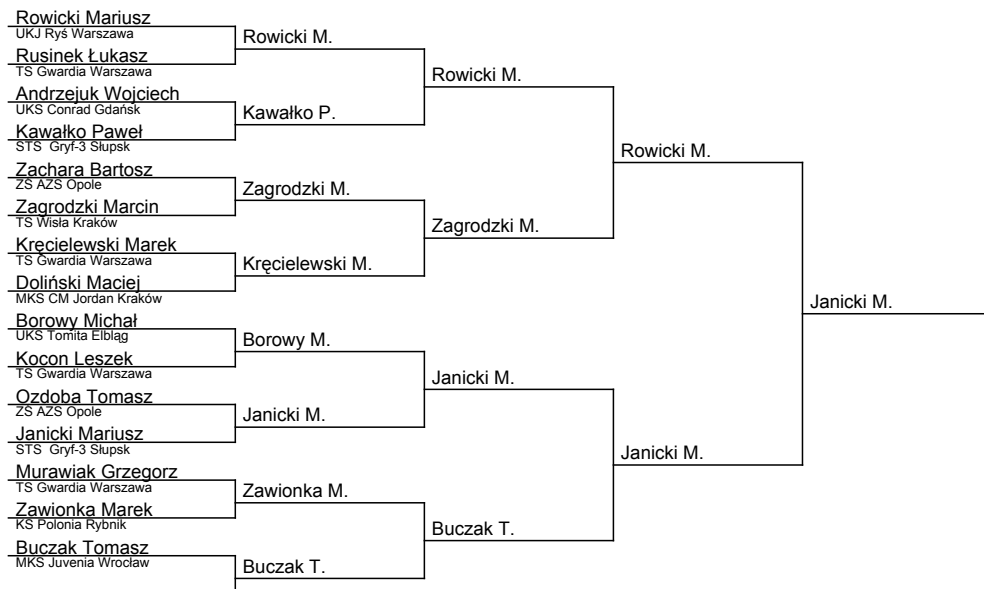 Rowicki Mariusz
UKJ Ryś Warszawa
Rowicki M.
Rusinek Łukasz
TS Gwardia Warszawa
Rowicki M.
Andrzejuk Wojciech
UKS Conrad Gdańsk
Kawałko P.
Kawałko Paweł
STS Gryf-3 Słupsk
Rowicki M.
Zachara Bartosz
ZŚ AZS Opole
Zagrodzki M.
Zagrodzki Marcin
TS Wisła Kraków
Zagrodzki M.
Kręcielewski Marek
TS Gwardia Warszawa
Kręcielewski M.
Doliński Maciej
MKS CM Jordan Kraków
Janicki M.
Borowy Michał
UKS Tomita Elbląg
Borowy M.
Kocon Leszek
TS Gwardia Warszawa
Janicki M.
Ozdoba Tomasz
ZŚ AZS Opole
Janicki M.
Janicki Mariusz
STS Gryf-3 Słupsk
Janicki M.
Murawiak Grzegorz
TS Gwardia Warszawa
Zawionka M.
Zawionka Marek
KS Polonia Rybnik
Buczak T.
Buczak Tomasz
MKS Juvenia Wrocław
Buczak T.